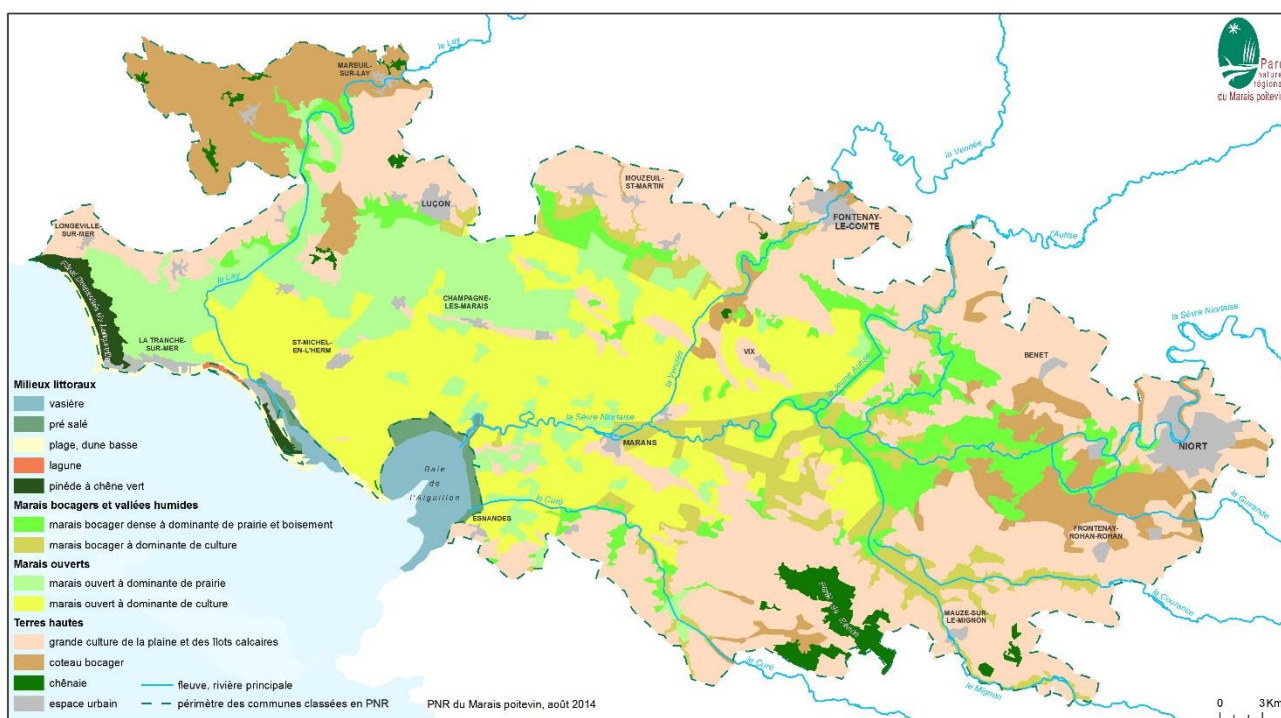 Parc
naturel
régional
du Marais poitevin
le Lay
MAREUIL-
SUR-LAY
la Vendée
LUÇON
MOUZEUIL-
ST-MARTIN
FONTENAY-
LE-COMTE
l'Autise
LONGEVILLE-
SUR-MER
le Lay
Forêt Domaniale de Longeville
CHAMPAGNE-
LES-MARAIS
LA TRANCHE-
SUR-MER
ST-MICHEL-
EN-L'HERM
la Vendée
VIX
la Jeune Autise
BENET
la Sèvre Niortaise
NIORT
la Sèvre Niortaise
MARANS
Baie
de
l'Aiguillon
le Curé
ESNANDES
la Guirande
FRONTENAY-
ROHAN-ROHAN
la Courance
MAUZE-SUR-
LE-MIGNON
le Curé
le Mignon
Milieux littoraux
vasière
pré salé
plage, dune basse
lagune
pinède à chêne vert
Marais bocagers et vallées humides
marais bocager dense à dominante de prairie et boisement
marais bocager à dominante de culture
Marais ouverts
marais ouvert à dominante de prairie
marais ouvert à dominante de culture
Terres hautes
grande culture de la plaine et des îlots calcaires
coteau bocager
chênaie
espace urbain
fleuve, rivière principale
périmètre des communes classées en PNR
PNR du Marais poitevin, août 2014
0 3Km